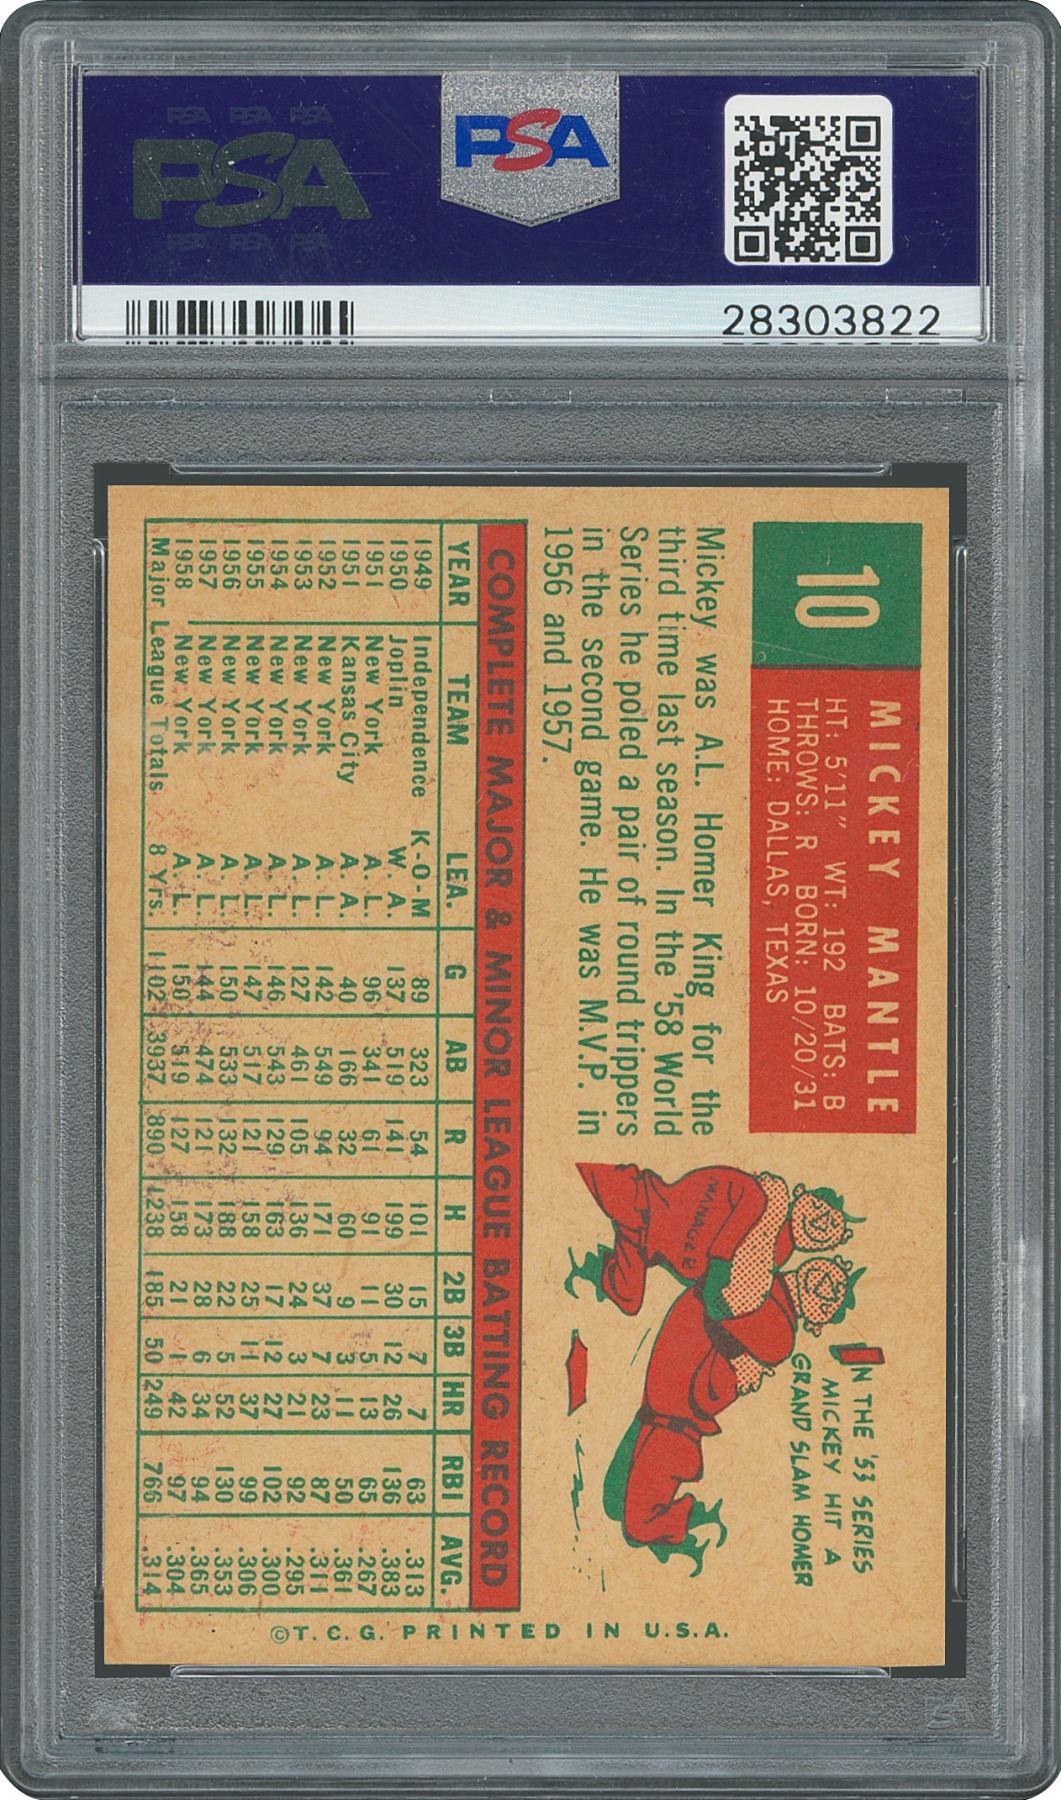 PSA PSA PSA
PSA
PSA PSA PSA
PSA
28303822
10
MICKEY MANTLE
HT: 5'11" WT: 192 BATS: B
THROWS: R BORN: 10/20/31
HOME: DALLAS, TEXAS
Mickey was A.L. Homer King for the
third time last season. In the '58 World
Series he poled a pair of round trippers
in the second game. He was M.V.P. in
1956 and 1957.
MANAGER
IN THE '53 SERIES
MICKEY HIT A
GRAND SLAM HOMER
COMPLETE MAJOR & MINOR LEAGUE BATTING RECORD
YEAR TEAM LEA. G AB R H 2B 3B HR RBI AVG.
1949 Independence K-O-M 89 323 54 101 15 7 7 63 .313
1950 Joplin W. A. 137 519 141 199 30 12 26 136 .383
1951 New York A. L. 96 341 61 91 11 5 13 65 .267
1951 Kansas City A. A. 40 166 32 60 9 3 11 50 .361
1952 New York A. L. 142 549 94 171 37 7 23 87 .311
1953 New York A. L. 127 461 105 136 24 3 21 92 .295
1954 New York A. L. 146 543 129 163 17 12 27 102 .300
1955 New York A. L. 147 517 121 158 25 11 37 99 .306
1956 New York A. L. 150 533 132 188 22 5 52 130 .353
1957 New York A. L. 144 474 121 173 28 6 34 94 .365
1958 New York A. L. 150 519 127 158 21 1 42 97 .304
Major League Totals 8 Yrs. 1102 3937 890 1238 185 50 249 766 .314
©T.C.G. PRINTED IN U.S.A.
PSA